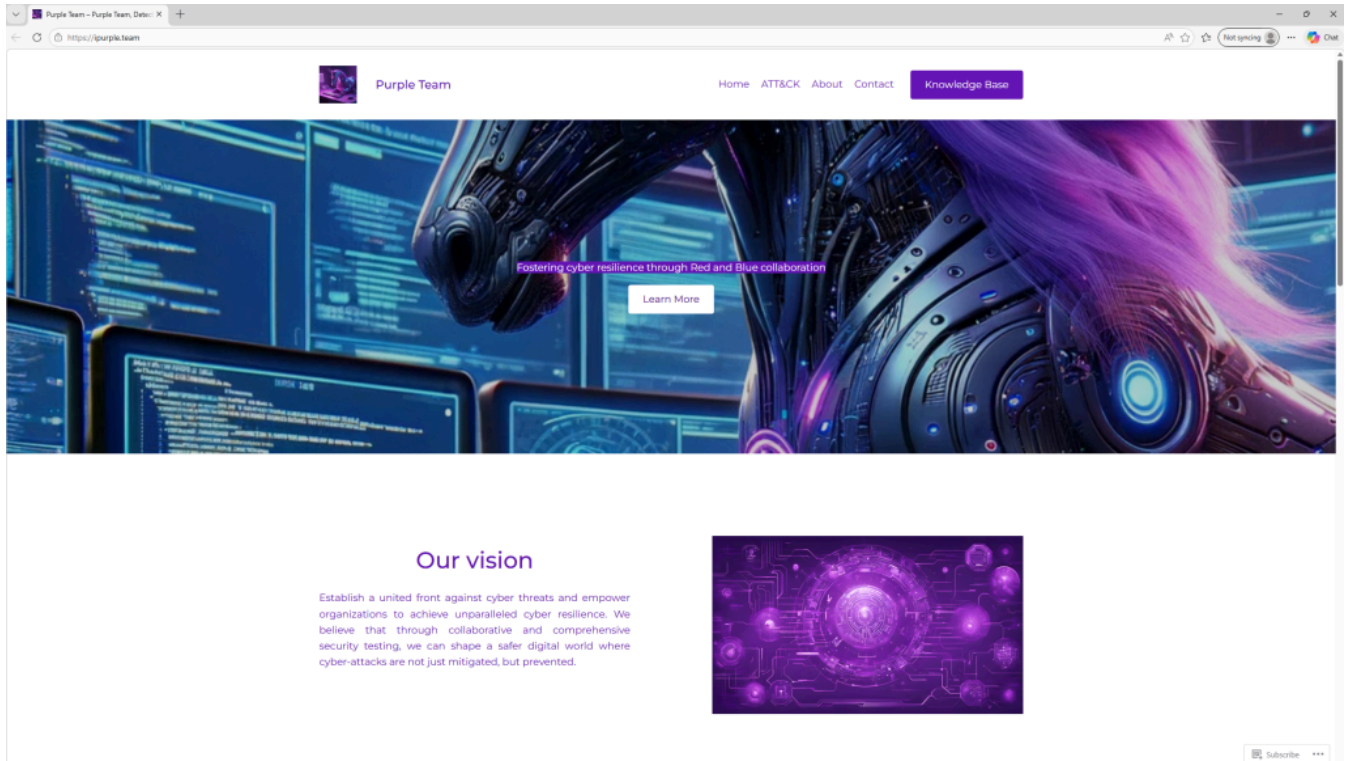 Purple Team – Purple Team, Detec
https://ipurple.team
Not syncing
Chat
Purple Team
Home ATT&CK About Contact Knowledge Base
Fostering cyber resilience through Red and Blue collaboration
Learn More
Our vision
Establish a united front against cyber threats and empower
organizations to achieve unparalleled cyber resilience. We
believe that through collaborative and comprehensive
security testing, we can shape a safer digital world where
cyber-attacks are not just mitigated, but prevented.
Subscribe